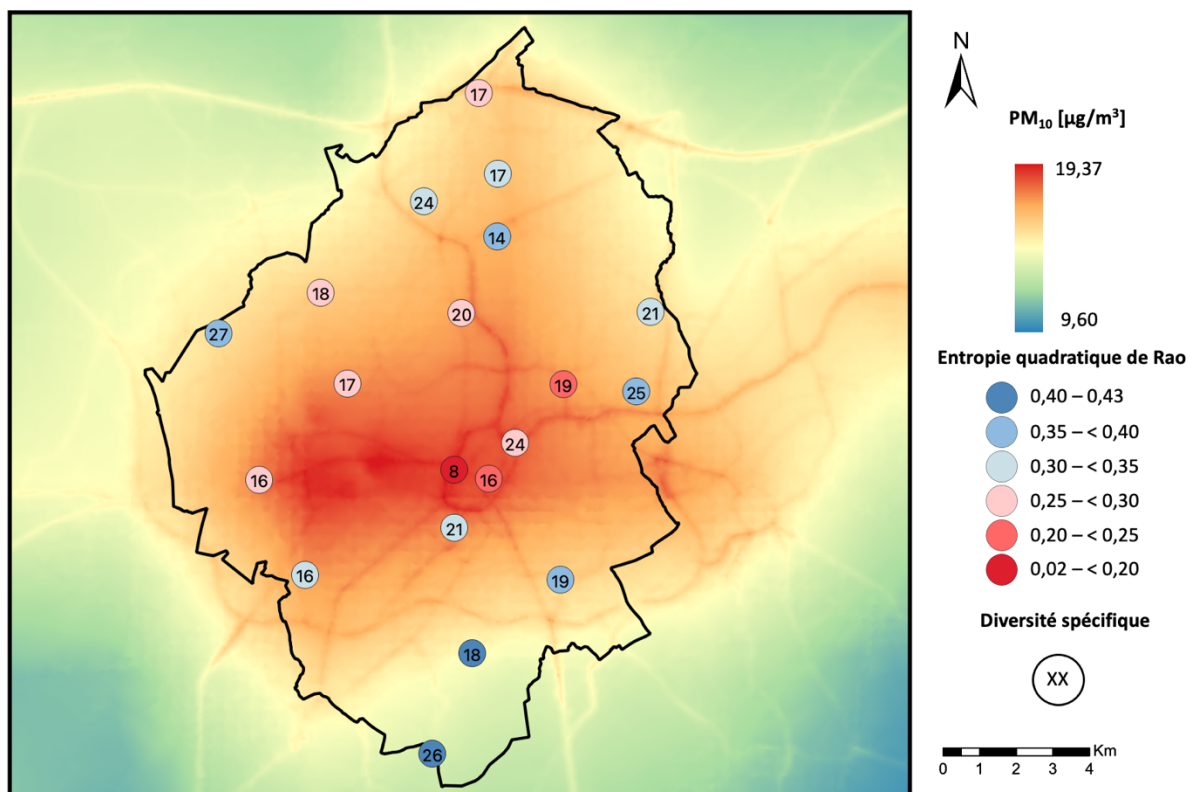 17
17
24
14
18
20
21
27
17
19
25
24
8
16
16
21
16
19
18
26
N
PM₁₀ [µg/m³]
19,37
9,60
Entropie quadratique de Rao
0,40 – 0,43
0,35 – < 0,40
0,30 – < 0,35
0,25 – < 0,30
0,20 – < 0,25
0,02 – < 0,20
Diversité spécifique
XX
Km
0 1 2 3 4